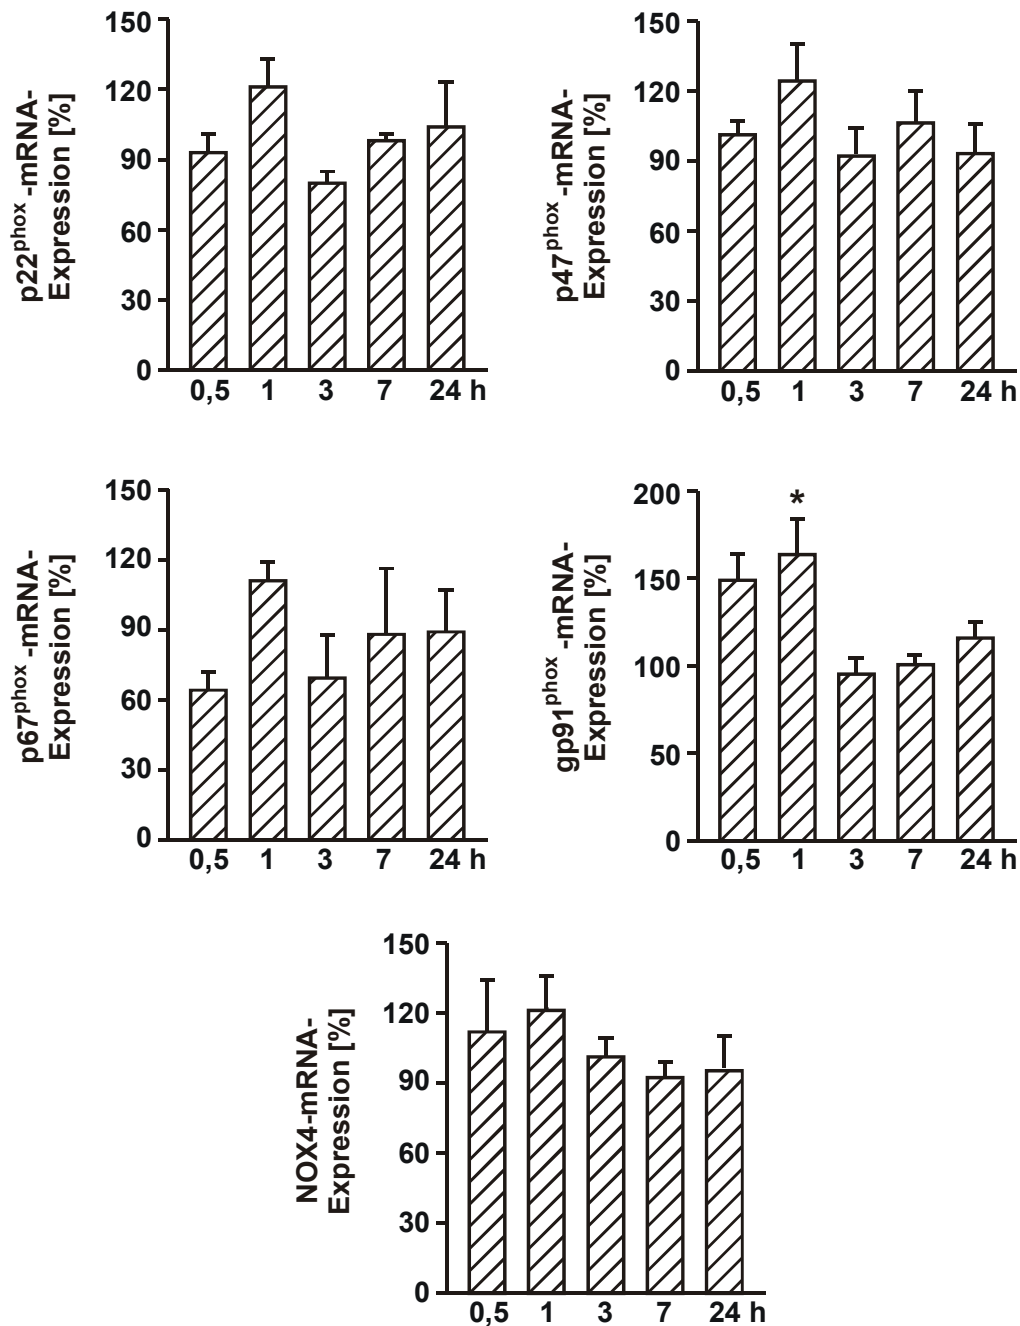 p22phox -mRNA-
Expression [%]
150
120
90
60
30
0
0,5 1 3 7 24 h
p47phox -mRNA-
Expression [%]
150
120
90
60
30
0
0,5 1 3 7 24 h
p67phox -mRNA-
Expression [%]
150
120
90
60
30
0
0,5 1 3 7 24 h
gp91phox -mRNA-
Expression [%]
200
150
100
50
0
*
0,5 1 3 7 24 h
NOX4-mRNA-
Expression [%]
150
120
90
60
30
0
0,5 1 3 7 24 h